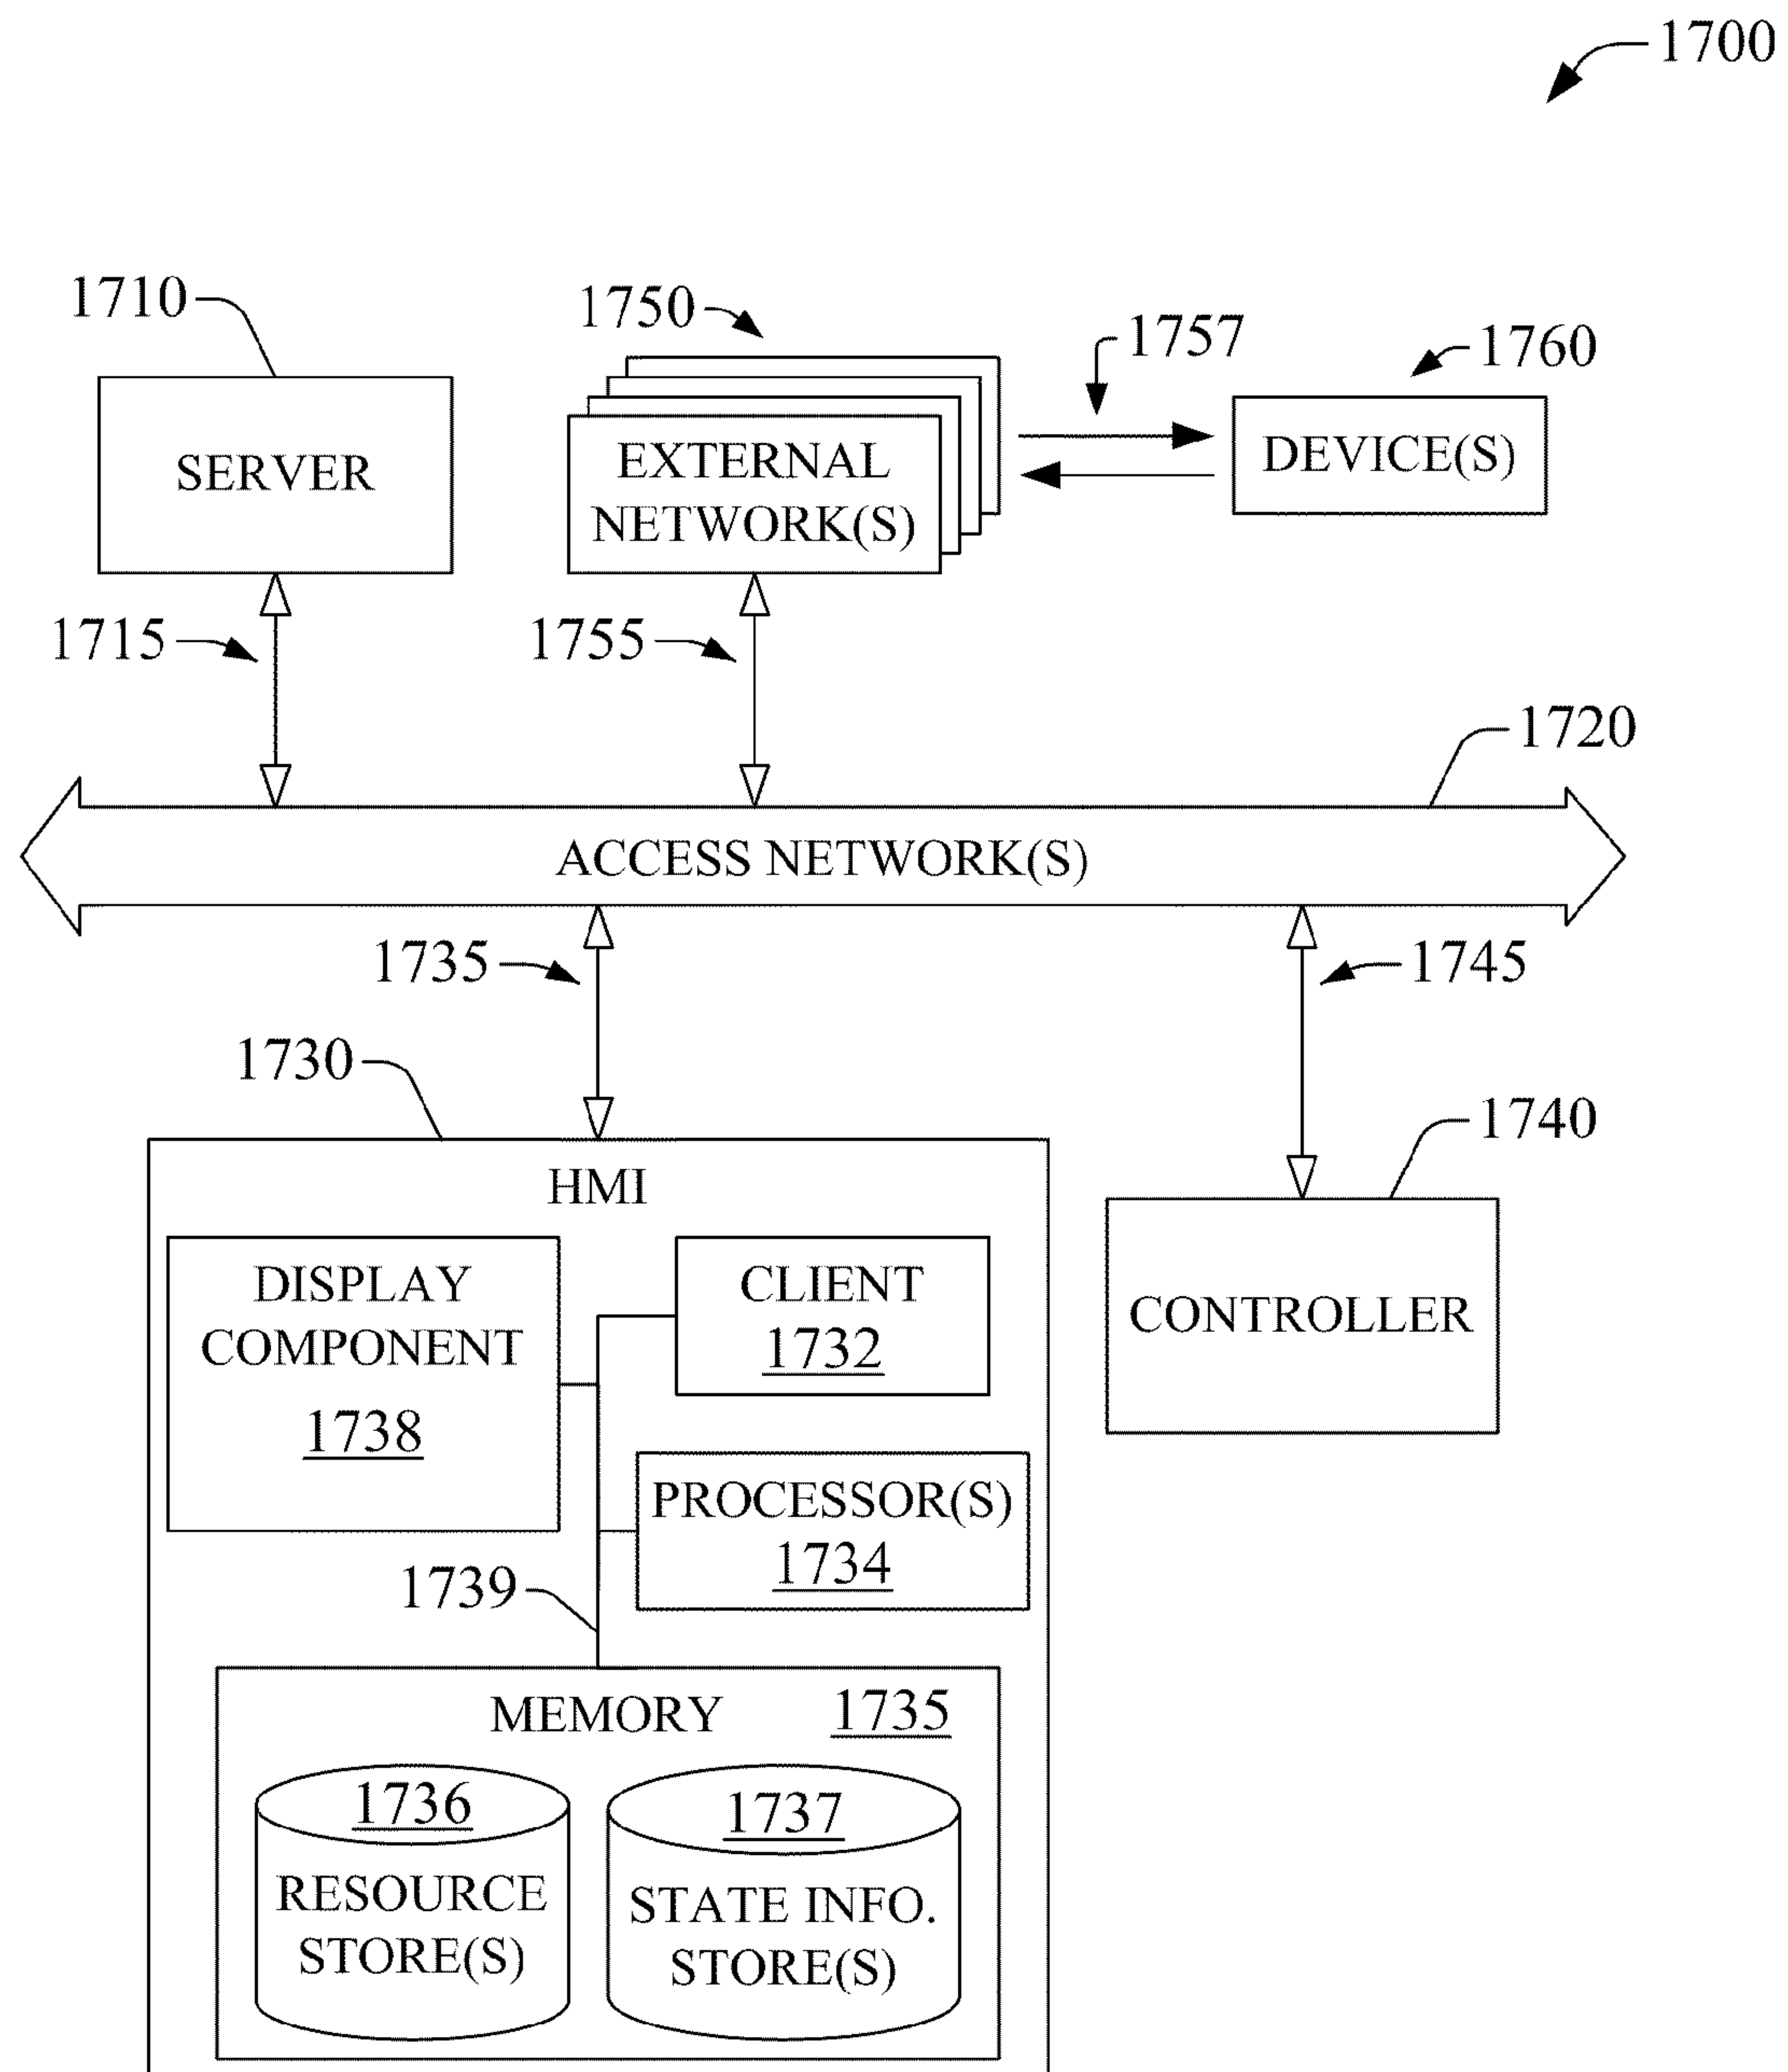 1700
1710
1750
1757
1760
SERVER
EXTERNAL
NETWORK(S)
DEVICE(S)
1715
1755
1720
ACCESS NETWORK(S)
1735
1745
1730
1740
HMI
DISPLAY
COMPONENT
1738
CLIENT
1732
CONTROLLER
PROCESSOR(S)
1734
1739
MEMORY 1735
1736
RESOURCE
STORE(S)
1737
STATE INFO.
STORE(S)